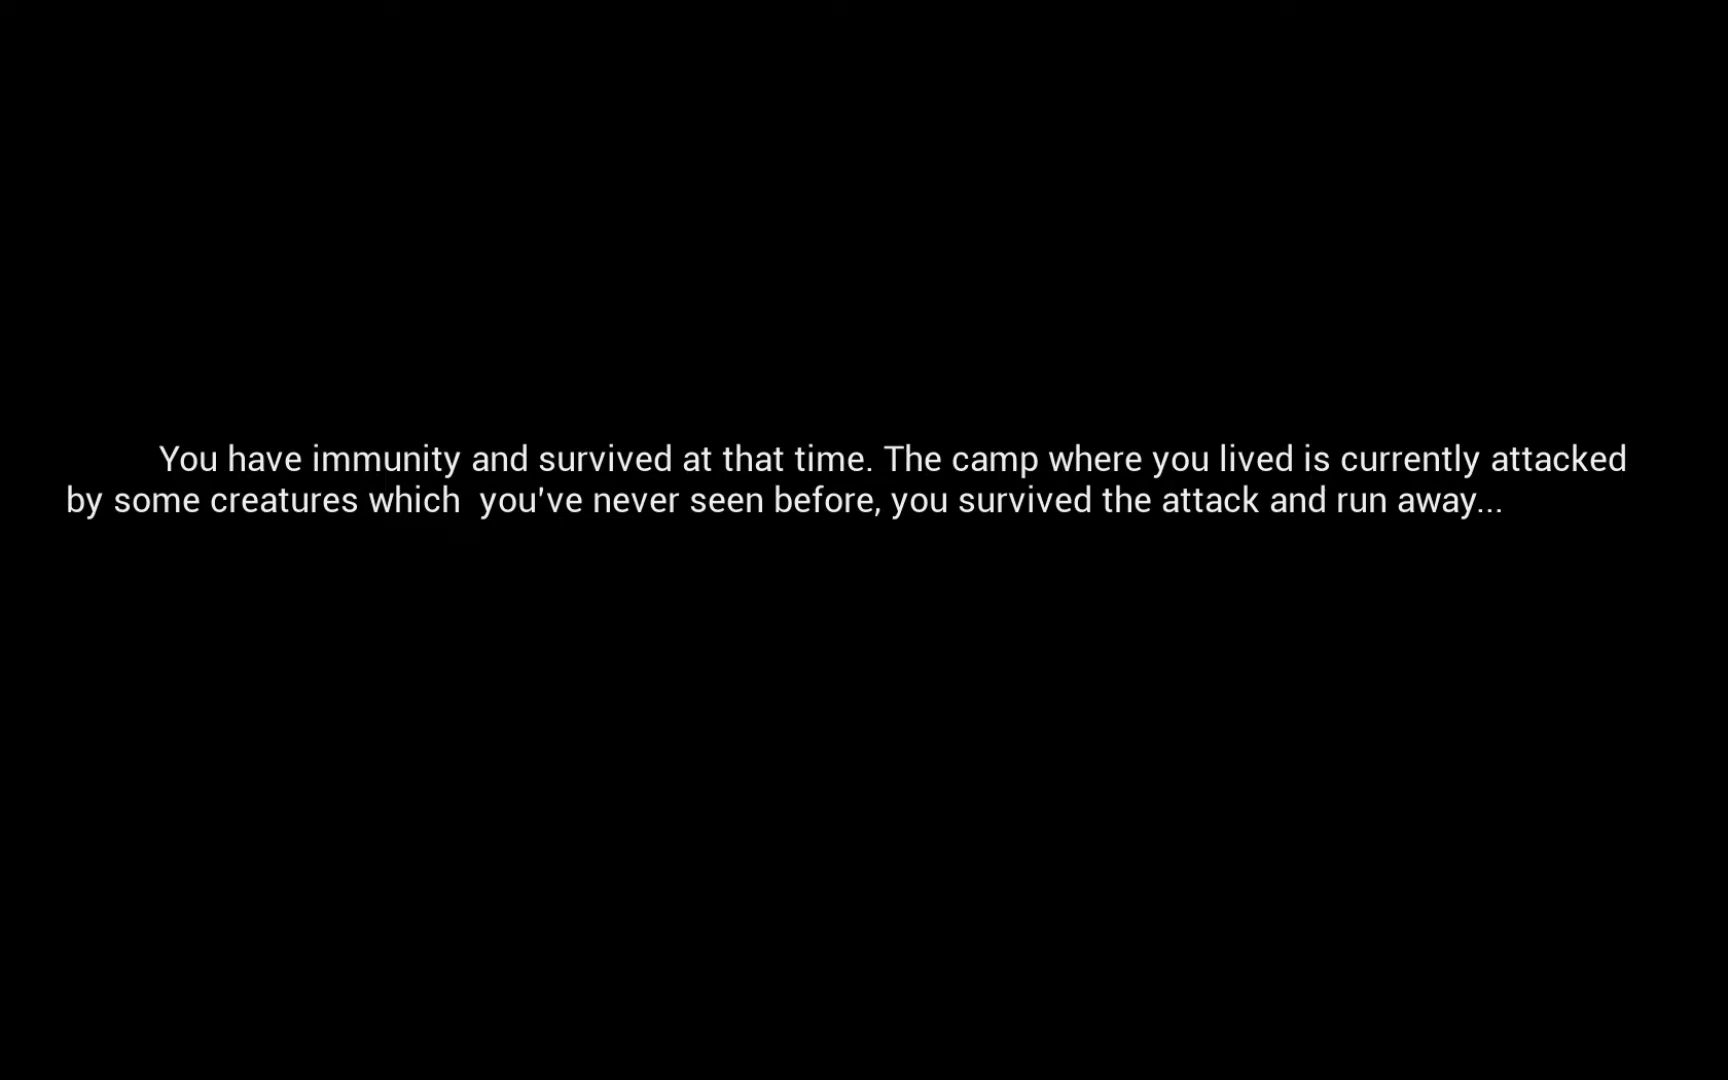 You have immunity and survived at that time. The camp where you lived is currently attacked
by some creatures which  you've never seen before, you survived the attack and run away...